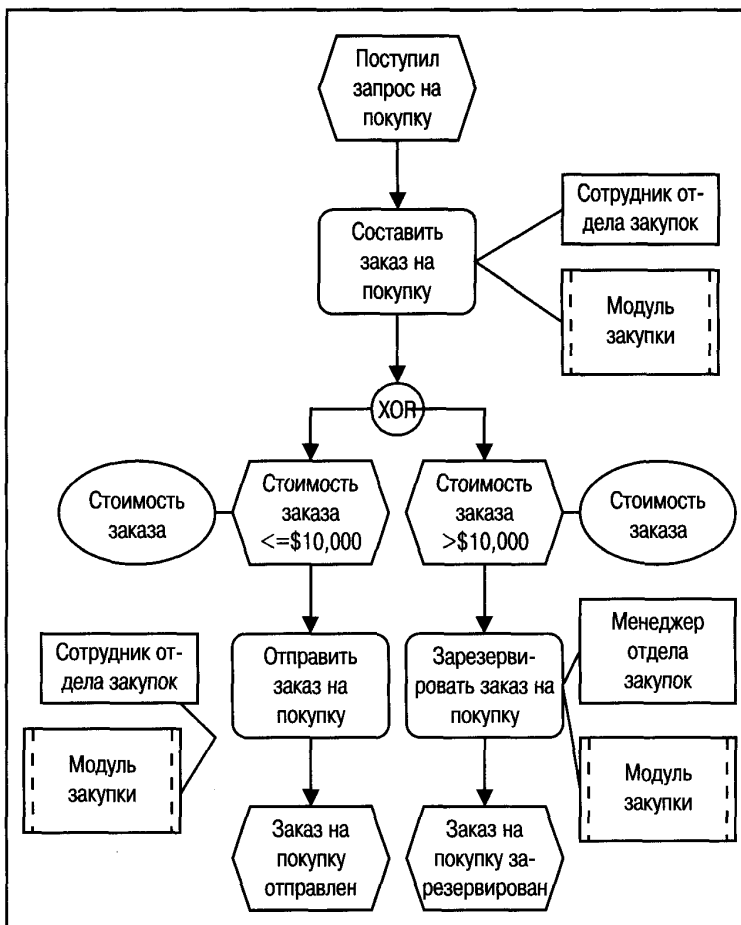 Поступил
запрос на
покупку
Сотрудник от-
дела закупок
Составить
заказ на
покупку
Модуль
закупки
XOR
Стоимость
заказа
Стоимость
заказа
<=$10,000
Стоимость
заказа
>$10,000
Стоимость
заказа
Сотрудник от-
дела закупок
Модуль
закупки
Отправить
заказ на
покупку
Зарезерви-
ровать заказ на
покупку
Менеджер
отдела
закупок
Модуль
закупки
Заказ на
покупку
отправлен
Заказ на
покупку за-
резервирован